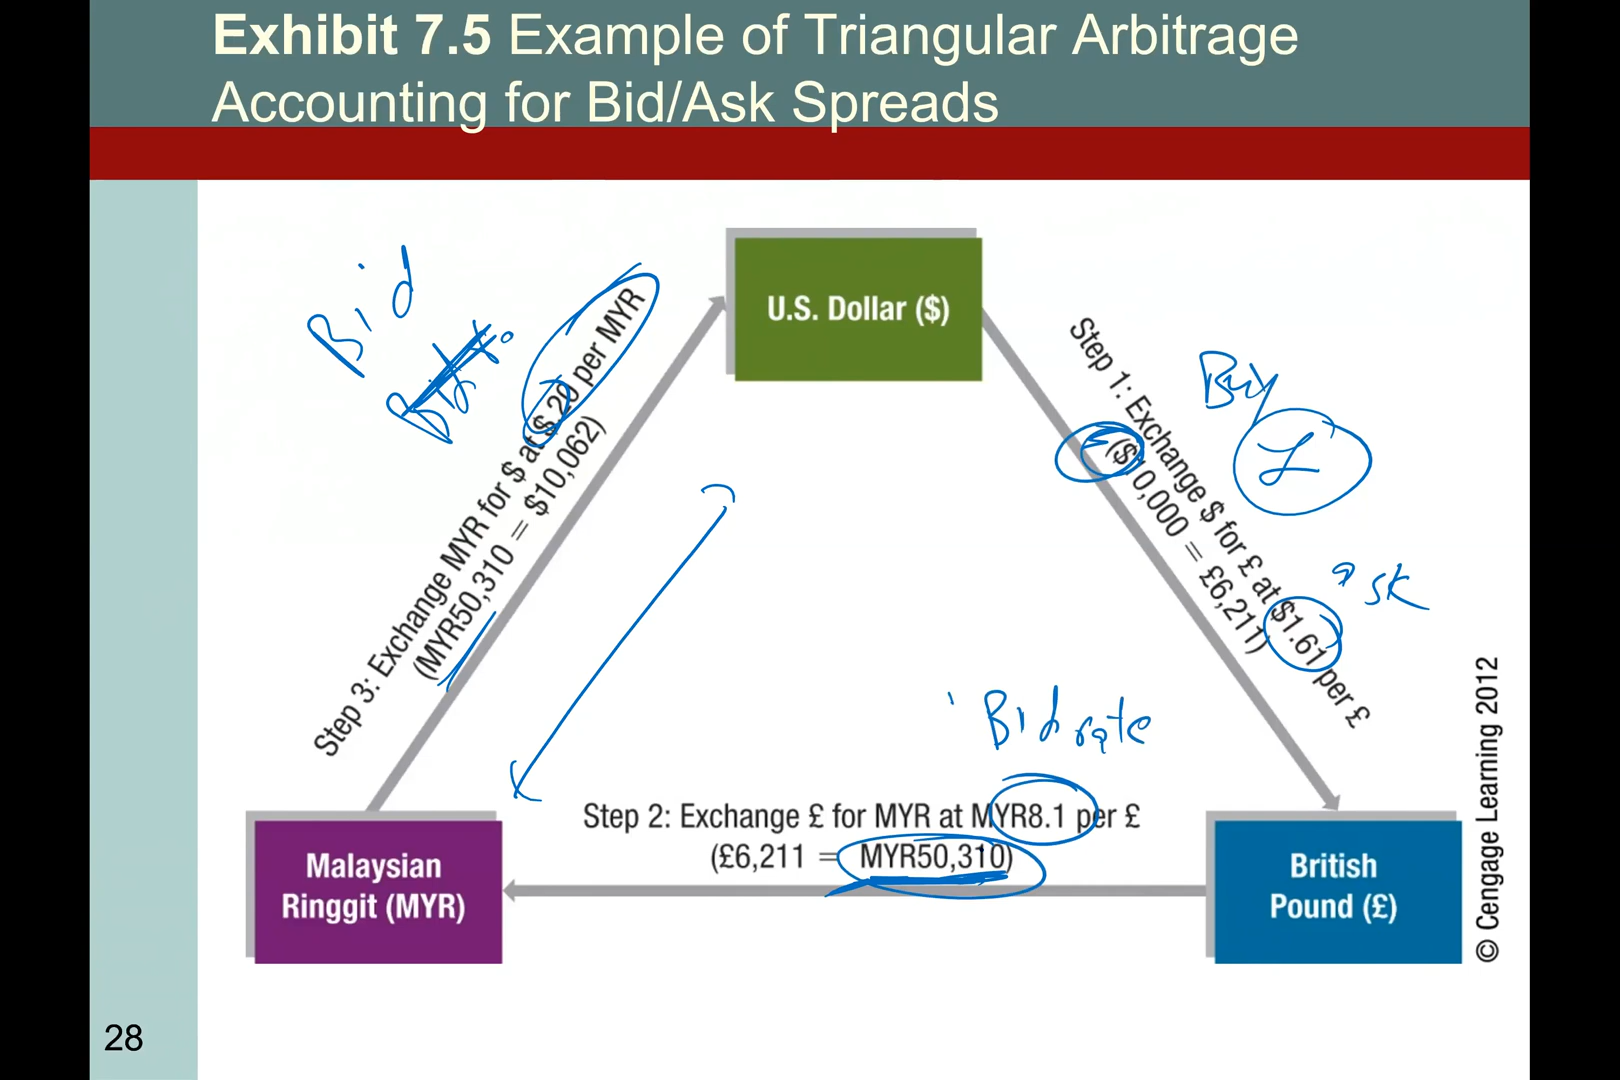 Exhibit 7.5 Example of Triangular Arbitrage
Accounting for Bid/Ask Spreads
U.S. Dollar ($)
Step 1: Exchange $ for £ at $1.61 per £
($10,000 = £6,211)
Buy
£
ask
Bid rate
Step 2: Exchange £ for MYR at MYR8.1 per £
(£6,211 = MYR50,310)
Bid
Step 3: Exchange MYR for $ at $.20 per MYR
(MYR50,310 = $10,062)
Malaysian
Ringgit (MYR)
British
Pound (£)
© Cengage Learning 2012
28